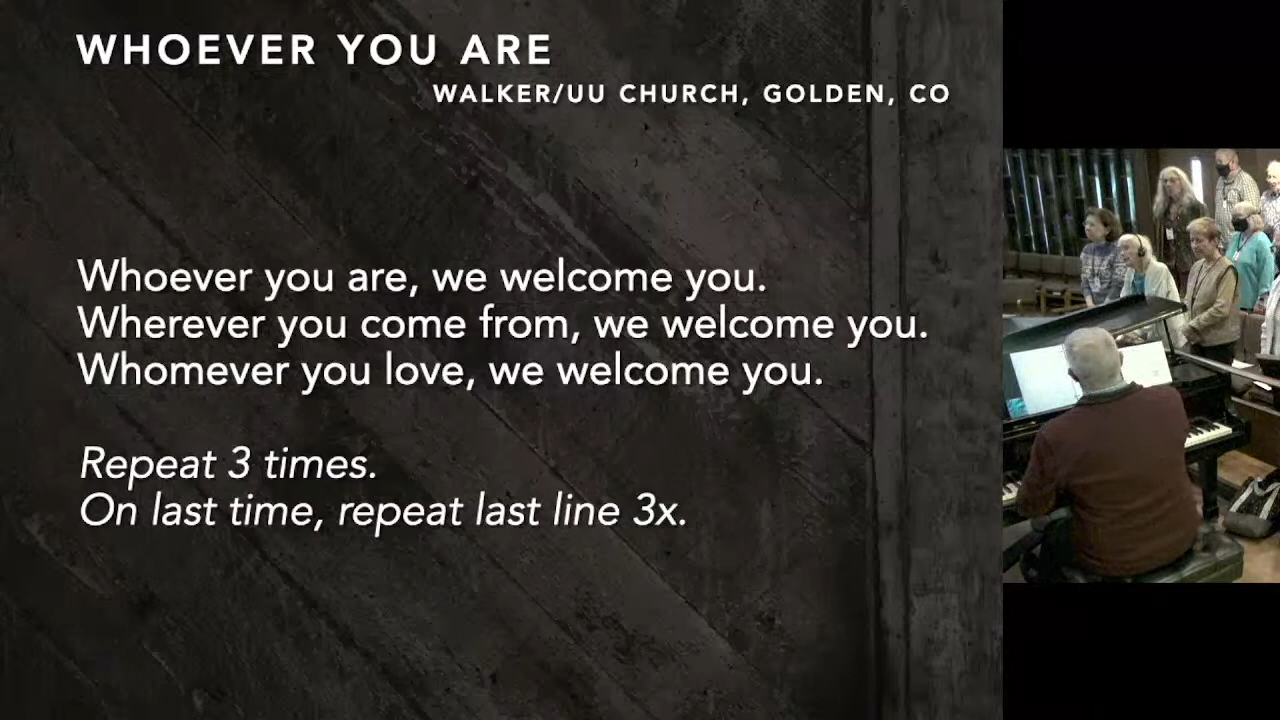 WHOEVER YOU ARE
WALKER/UU CHURCH, GOLDEN, CO
Whoever you are, we welcome you.
Wherever you come from, we welcome you.
Whomever you love, we welcome you.
Repeat 3 times.
On last time, repeat last line 3x.